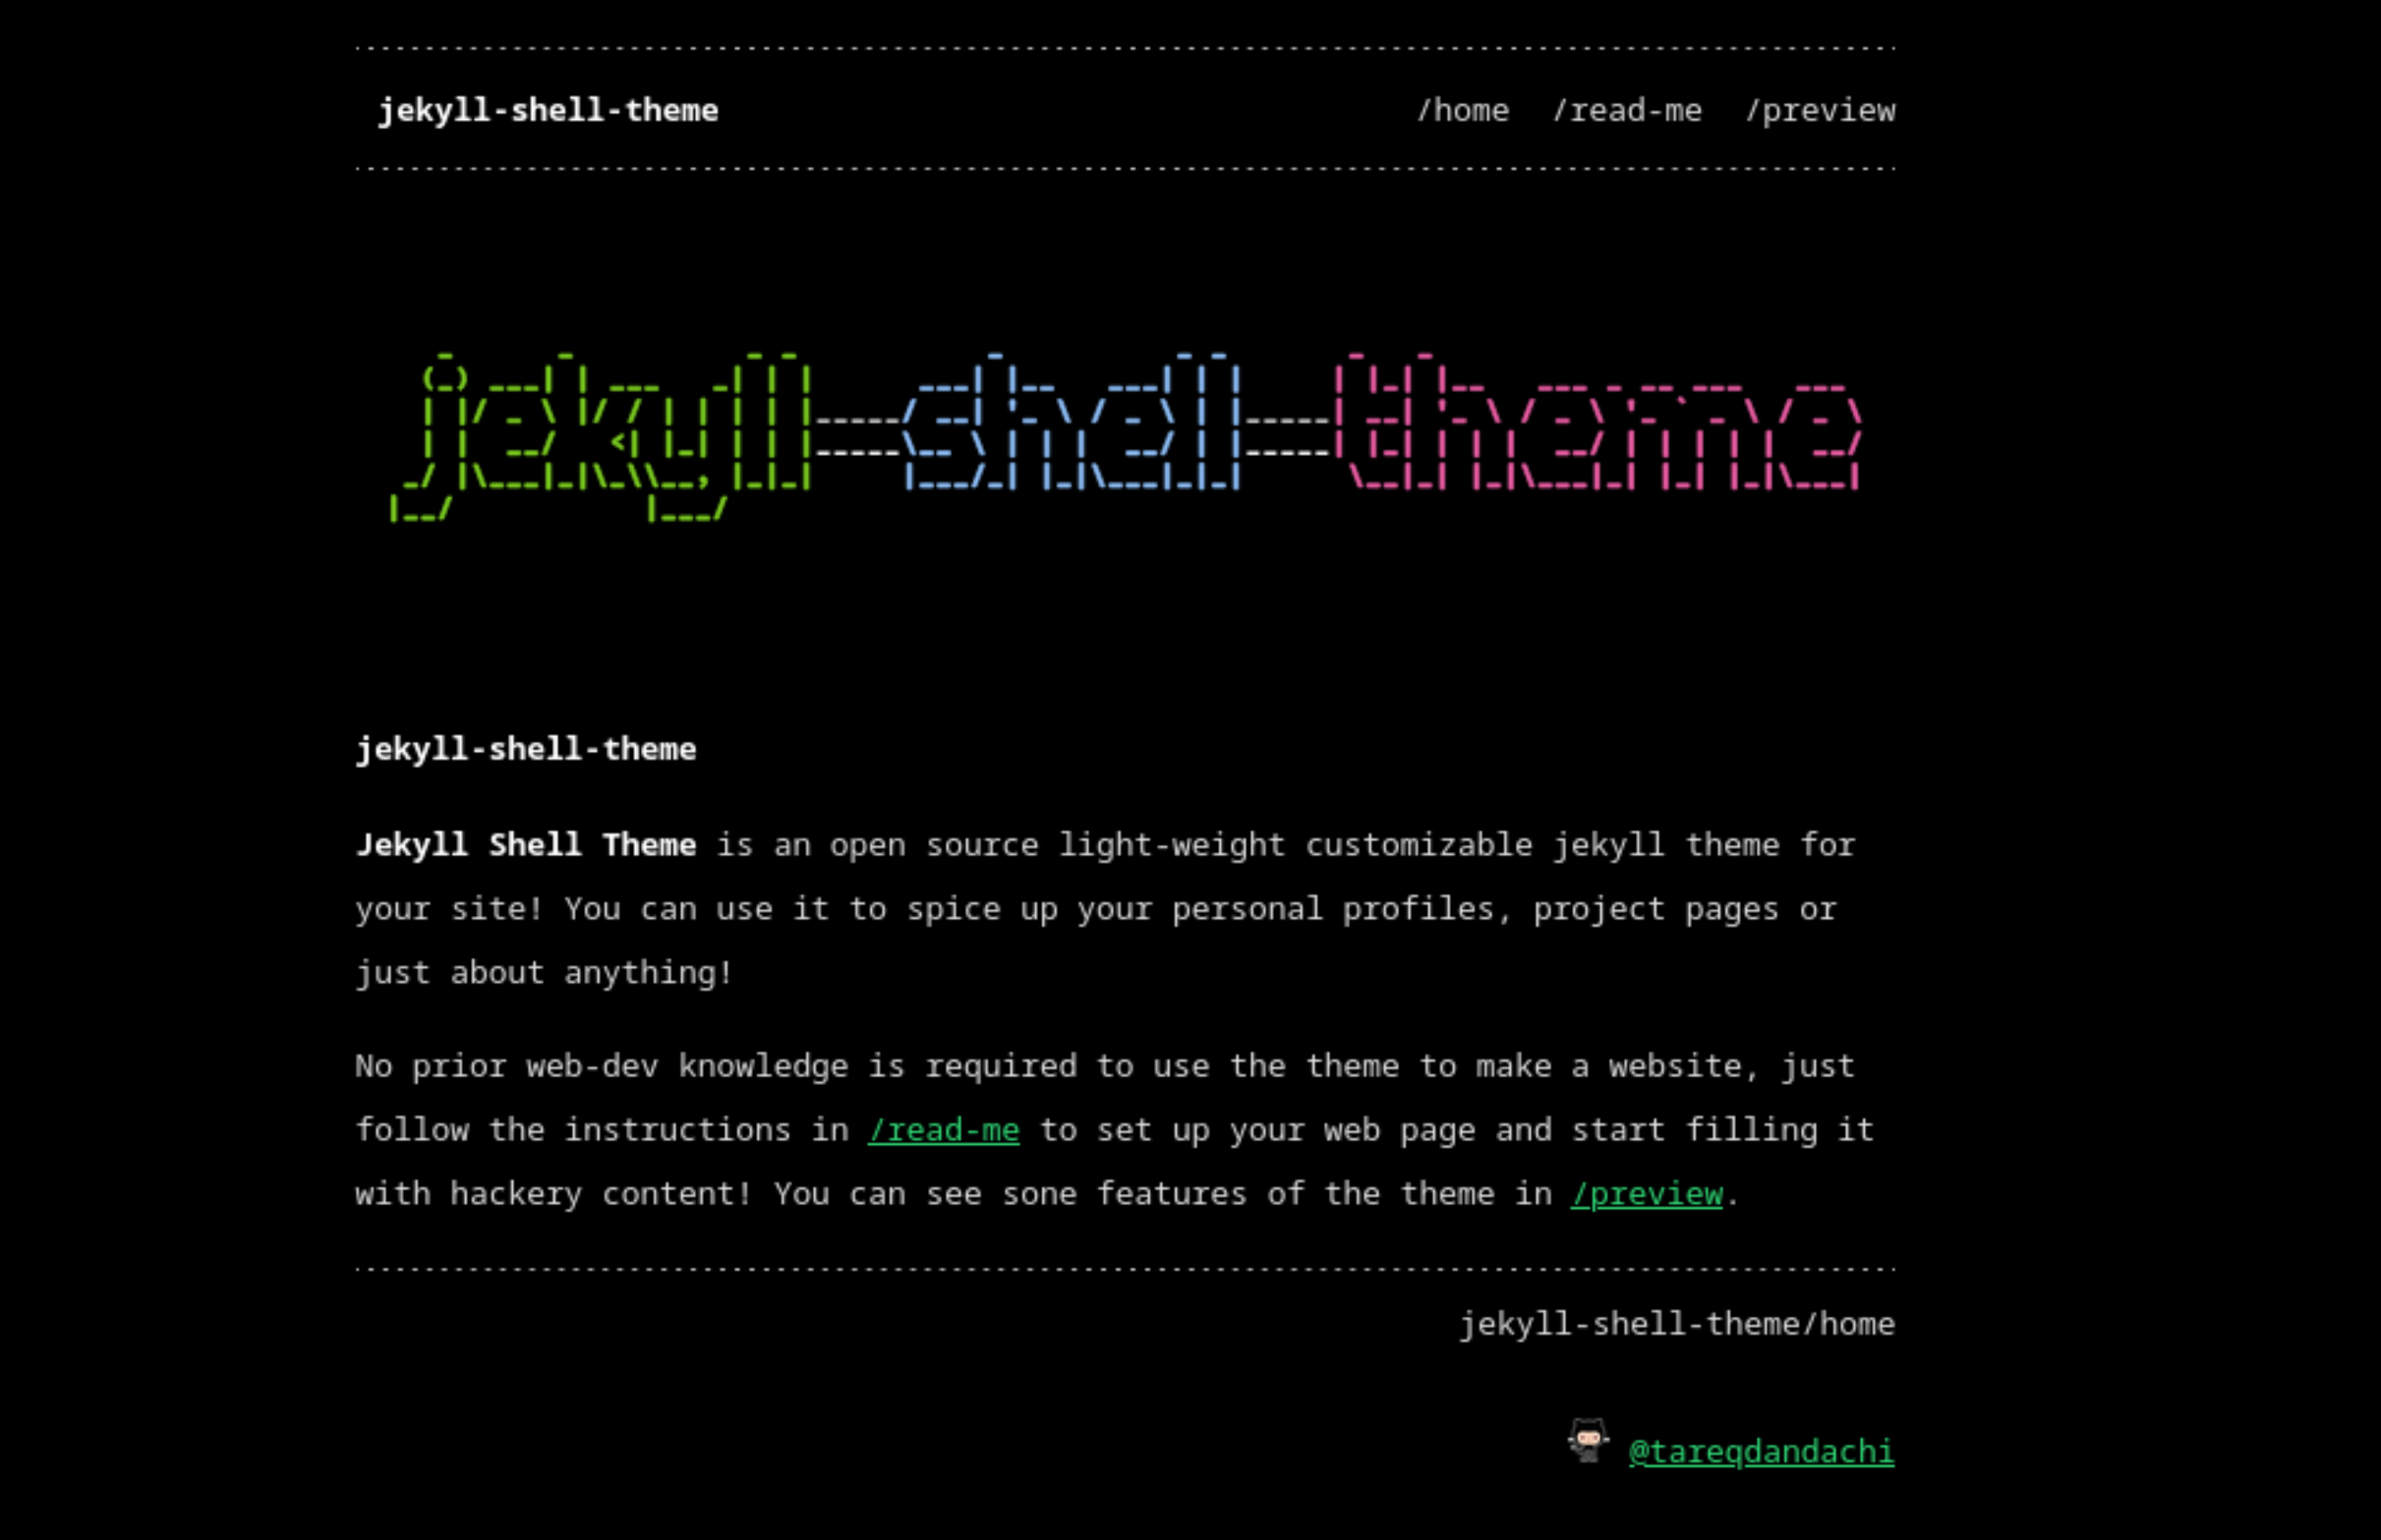 jekyll-shell-theme /home /read-me /preview
jekyll-shell-theme
jekyll-shell-theme
Jekyll Shell Theme is an open source light-weight customizable jekyll theme for
your site! You can use it to spice up your personal profiles, project pages or
just about anything!
No prior web-dev knowledge is required to use the theme to make a website, just
follow the instructions in /read-me to set up your web page and start filling it
with hackery content! You can see sone features of the theme in /preview.
jekyll-shell-theme/home
@tareqdandachi